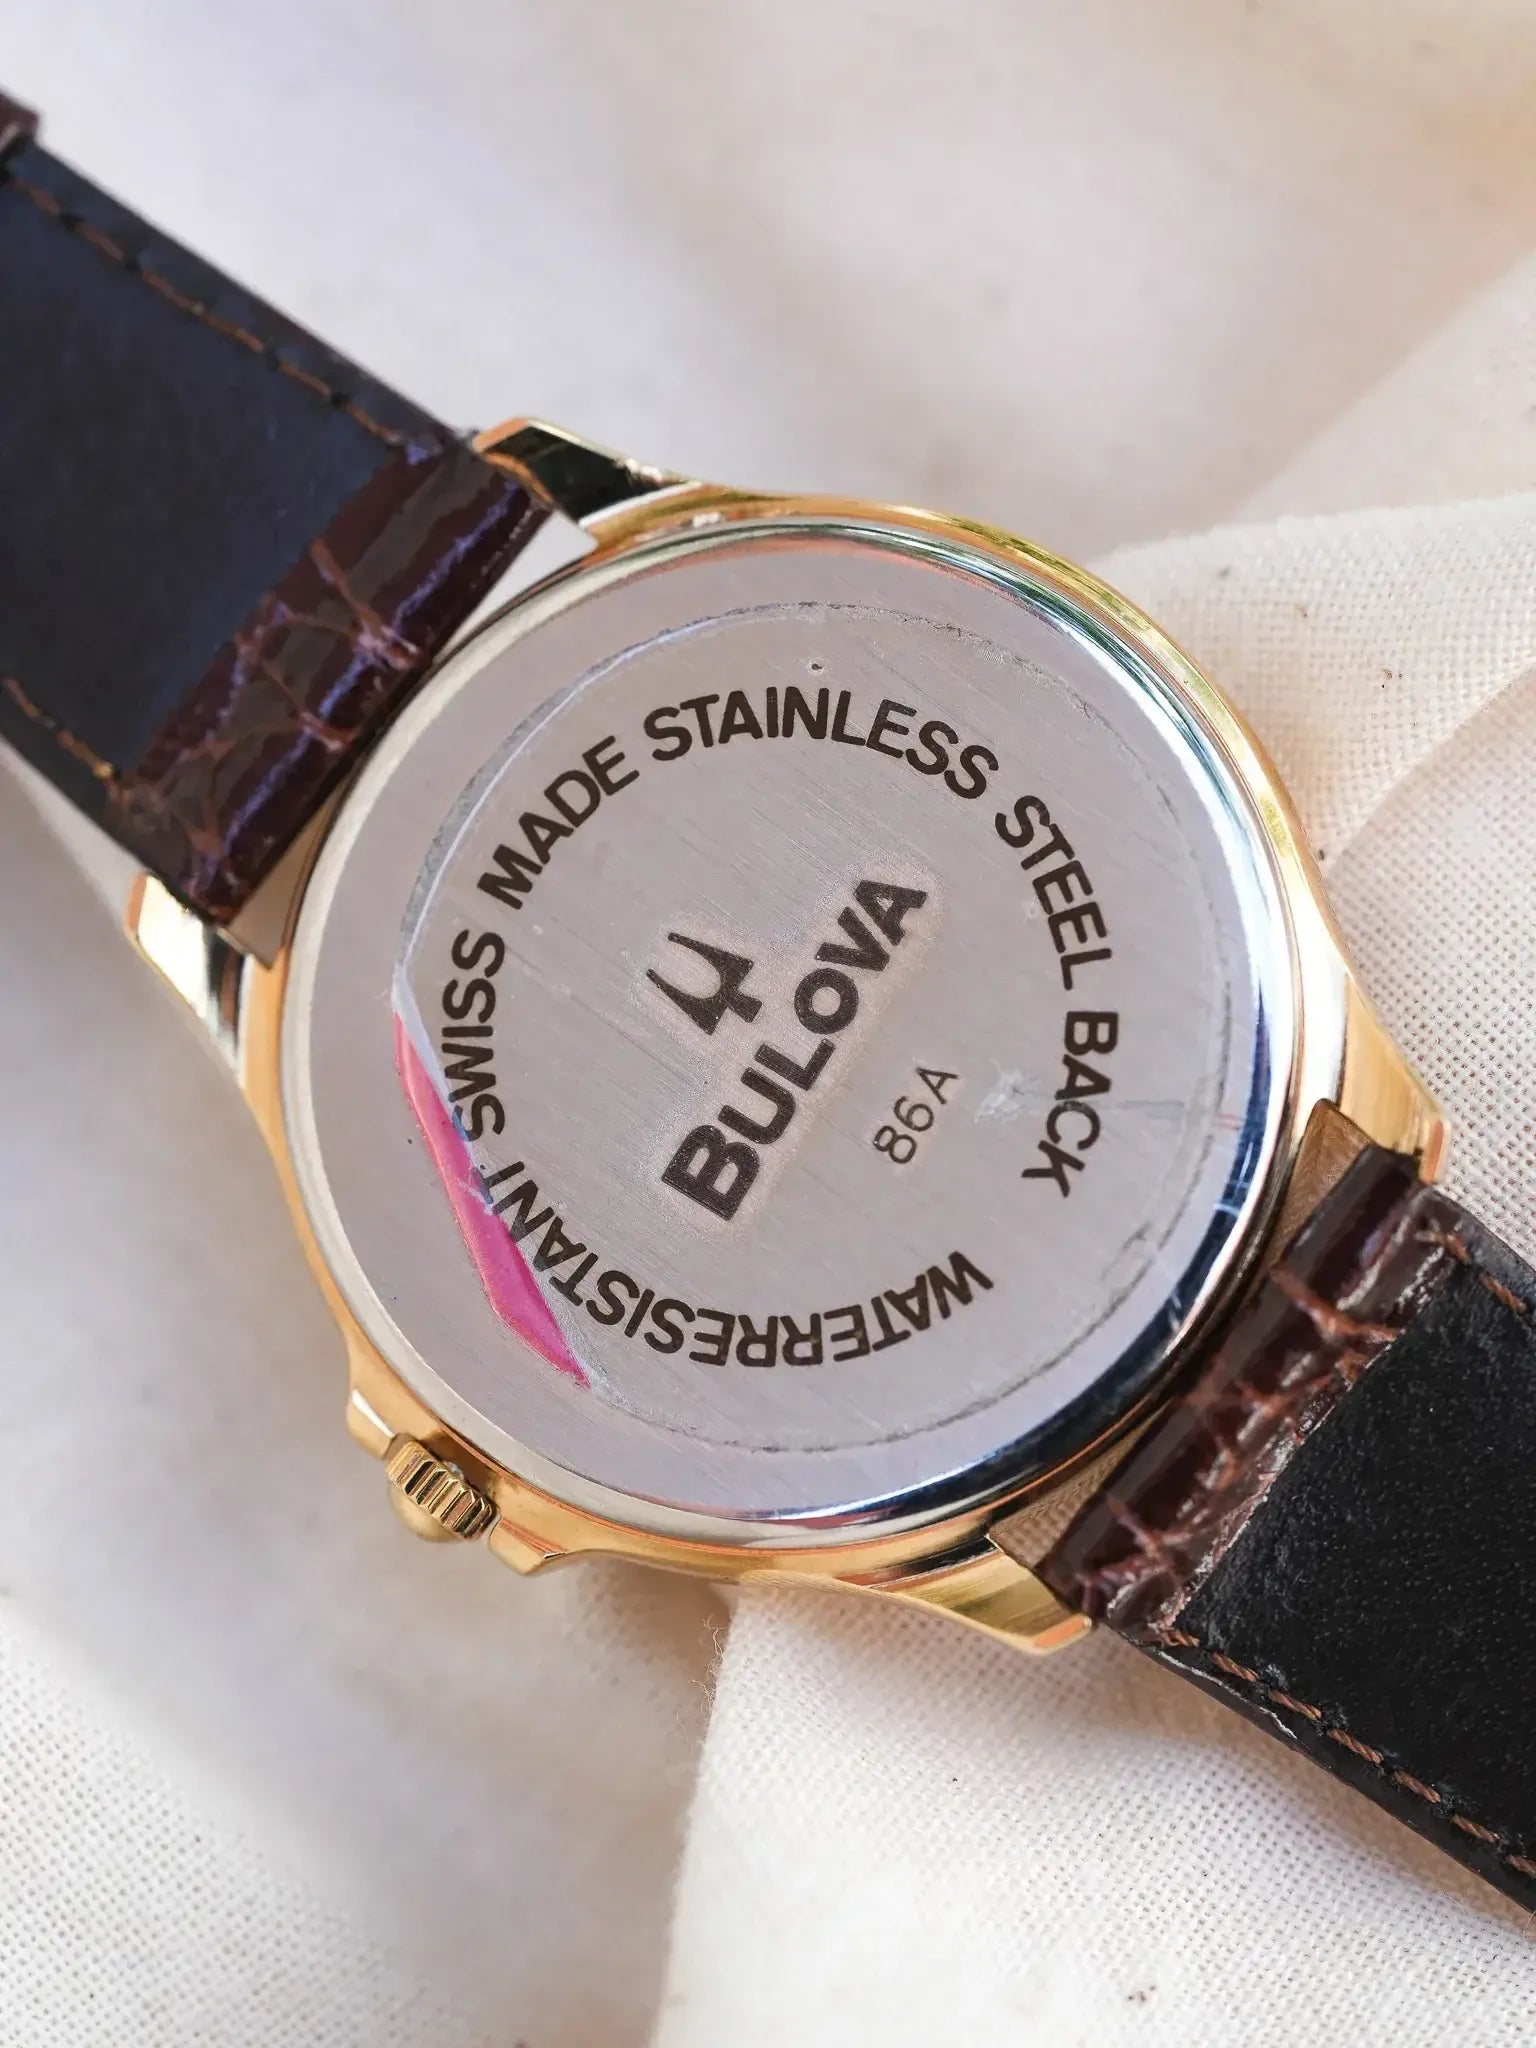 SWISS MADE STAINLESS STEEL BACK
WATERRESISTANT
BULOVA
86A